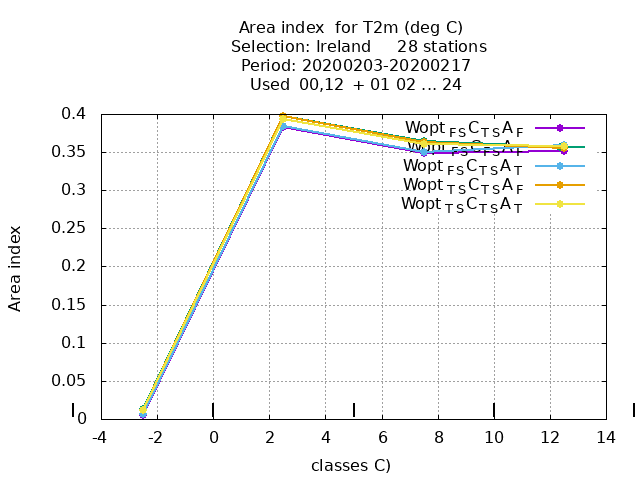 Area index  for T2m (deg C)
Selection: Ireland     28 stations
Period: 20200203-20200217
Used  00,12  + 01 02 ... 24
0.4
0.35
0.3
0.25
0.2
0.15
0.1
0.05
0
Area index
Wopt FS C TS A F
Wopt FS C
Wopt FS C TS A T
Wopt TS C TS A F
Wopt TS C TS A T
-4 -2 0 2 4 6 8 10 12 14
classes C)